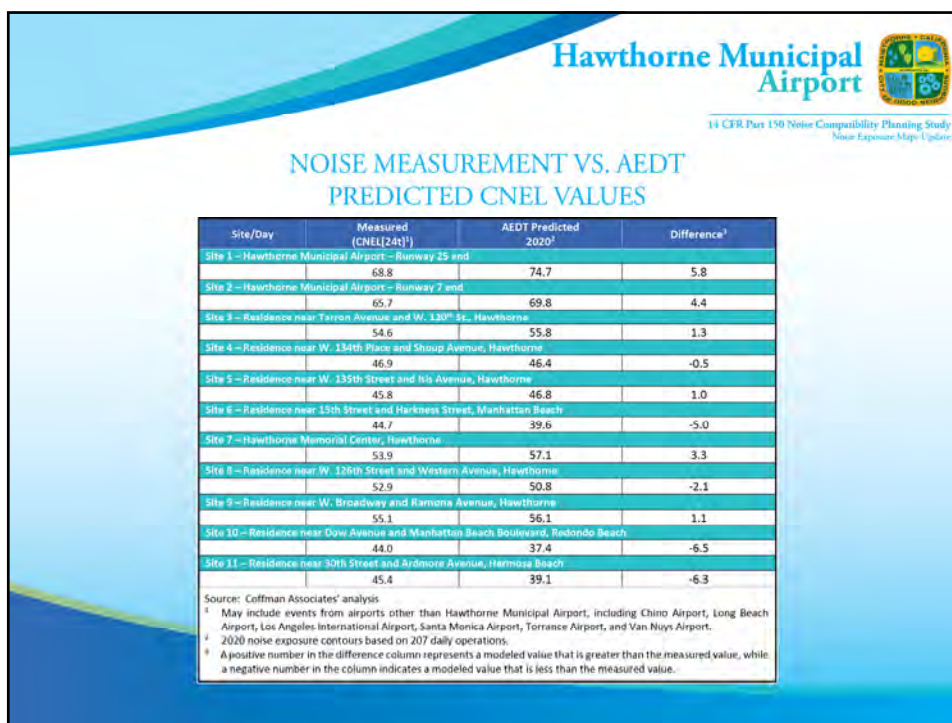 Hawthorne Municipal
Airport
14 CFR Part 150 Noise Compatibility Planning Study
Noise Exposure Maps Update
NOISE MEASUREMENT VS. AEDT
PREDICTED CNEL VALUES
Site/Day Measured (CNEL[24t]¹) AEDT Predicted 2020² Difference³
Site 1 – Hawthorne Municipal Airport – Runway 25 end
68.8 74.7 5.8
Site 2 – Hawthorne Municipal Airport – Runway 7 end
65.7 69.8 4.4
Site 3 – Residence near Tarron Avenue and W. 120th St., Hawthorne
54.6 55.8 1.3
Site 4 – Residence near W. 134th Place and Shoup Avenue, Hawthorne
46.9 46.4 -0.5
Site 5 – Residence near W. 135th Street and Isis Avenue, Hawthorne
45.8 46.8 1.0
Site 6 – Residence near 15th Street and Harkness Street, Manhattan Beach
44.7 39.6 -5.0
Site 7 – Hawthorne Memorial Center, Hawthorne
53.9 57.1 3.3
Site 8 – Residence near W. 126th Street and Western Avenue, Hawthorne
52.9 50.8 -2.1
Site 9 – Residence near W. Broadway and Ramona Avenue, Hawthorne
55.1 56.1 1.1
Site 10 – Residence near Dow Avenue and Manhattan Beach Boulevard, Redondo Beach
44.0 37.4 -6.5
Site 11 – Residence near 30th Street and Ardmore Avenue, Hermosa Beach
45.4 39.1 -6.3
Source: Coffman Associates' analysis
¹ May include events from airports other than Hawthorne Municipal Airport, including Chino Airport, Long Beach
Airport, Los Angeles International Airport, Santa Monica Airport, Torrance Airport, and Van Nuys Airport.
² 2020 noise exposure contours based on 207 daily operations.
³ A positive number in the difference column represents a modeled value that is greater than the measured value, while
a negative number in the column indicates a modeled value that is less than the measured value.